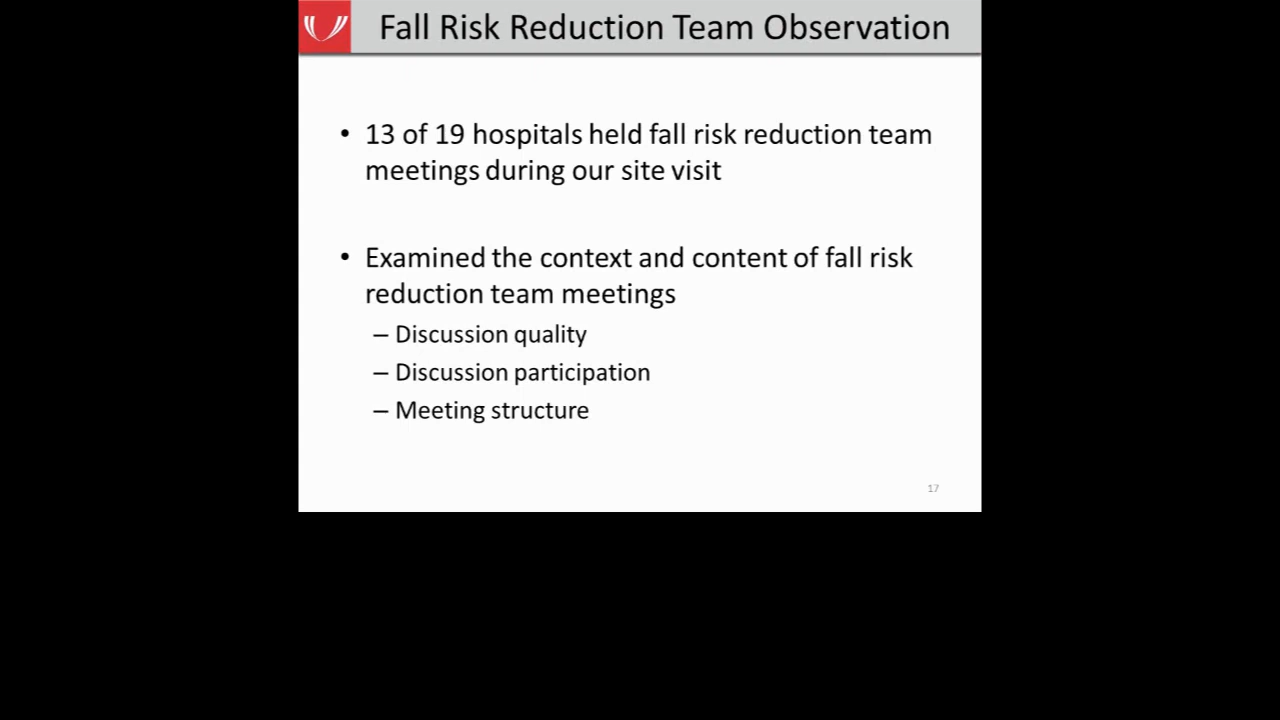 Fall Risk Reduction Team Observation
• 13 of 19 hospitals held fall risk reduction team
meetings during our site visit
• Examined the context and content of fall risk
reduction team meetings
– Discussion quality
– Discussion participation
– Meeting structure
17